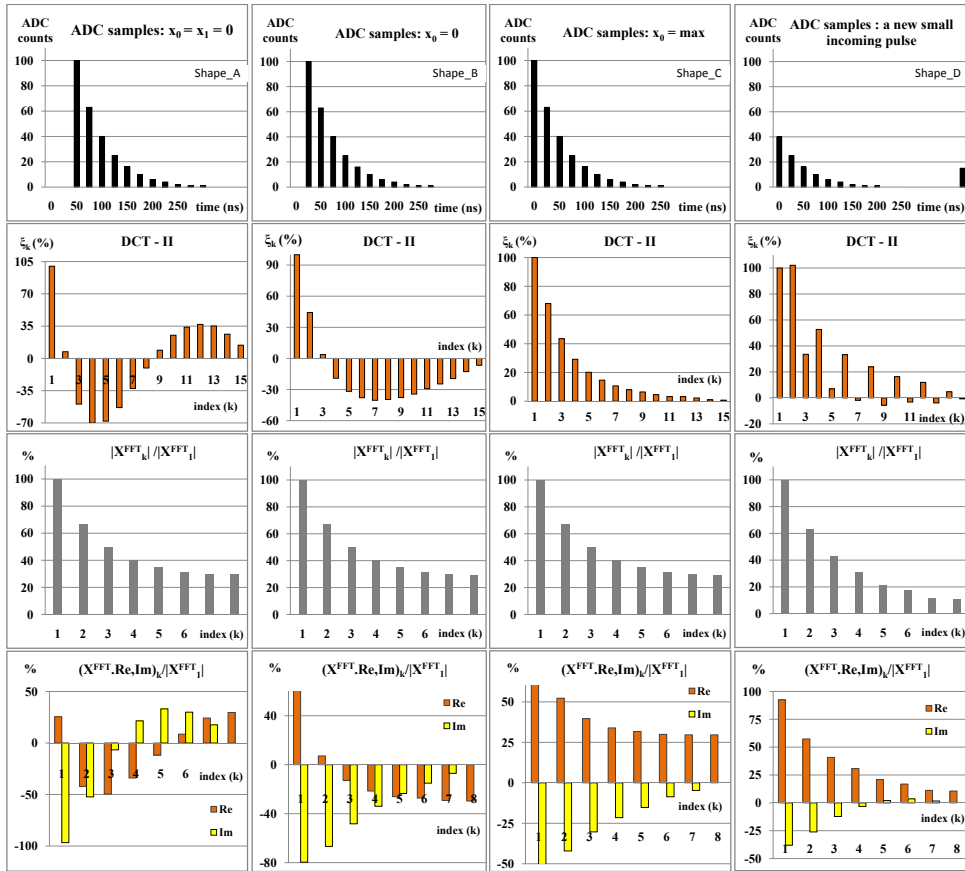 ADC counts
ADC samples: x0 = x1 = 0
Shape_A
100
80
60
40
20
0
0 50 100 150 200 250 time (ns)
ADC counts
ADC samples: x0 = 0
Shape_B
100
80
60
40
20
0
0 50 100 150 200 250 time (ns)
ADC counts
ADC samples: x0 = max
Shape_C
100
80
60
40
20
0
0 50 100 150 200 250 time (ns)
ADC counts
ADC samples : a new small incoming pulse
Shape_D
100
80
60
40
20
0
0 50 100 150 200 250 time (ns)
ξk (%)
DCT - II
105
70
35
0
-35
-70
1 3 5 7 9 11 13 15
index (k)
ξk (%)
DCT - II
90
60
30
0
-30
-60
index (k)
1 3 5 7 9 11 13 15
ξk (%)
DCT - II
100
80
60
40
20
0
index (k)
1 3 5 7 9 11 13 15
ξk (%)
DCT - II
100
80
60
40
20
0
-20
index (k)
1 3 5 7 9 11
%
|XFFTk| /|XFFT1|
100
80
60
40
20
0
1 2 3 4 5 6 index (k)
%
|XFFTk| /|XFFT1|
100
80
60
40
20
0
1 2 3 4 5 6 index (k)
%
|XFFTk| /|XFFT1|
100
80
60
40
20
0
1 2 3 4 5 6 index (k)
%
|XFFTk| /|XFFT1|
100
80
60
40
20
0
1 2 3 4 5 6 index (k)
%
(XFFT.Re,Im)k/|XFFT1|
50
0
-50
-100
1 2 3 4 5 6
index (k)
Re
Im
%
(XFFT.Re,Im)k/|XFFT1|
Re
Im
40
0
-40
-80
1 2 3 4 5 6 7 8
index (k)
%
(XFFT.Re,Im)k/|XFFT1|
Re
Im
50
25
0
-25
-50
index (k)
1 2 3 4 5 6 7 8
%
(XFFT.Re,Im)k/|XFFT1|
Re
Im
100
75
50
25
0
-25
-50
index (k)
1 2 3 4 5 6 7 8